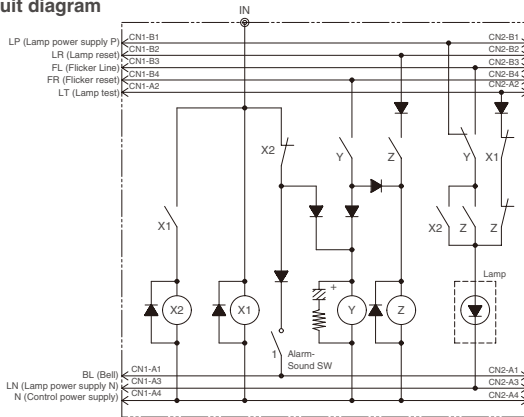 uit diagram
IN
LP (Lamp power supply P) CN1-B1 CN2-B1
LR (Lamp reset) CN1-B2 CN2-B2
FL (Flicker Line) CN1-B3 CN2-B3
FR (Flicker reset) CN1-B4 CN2-B4
LT (Lamp test) CN1-A2 CN2-A2
X2 Y Z Y X1
X1 X2 Z Z
Lamp
+
X2 X1 Y Z
1 Alarm-
Sound SW
BL (Bell) CN1-A1 CN2-A1
LN (Lamp power supply N) CN1-A3 CN2-A3
N (Control power supply) CN1-A4 CN2-A4